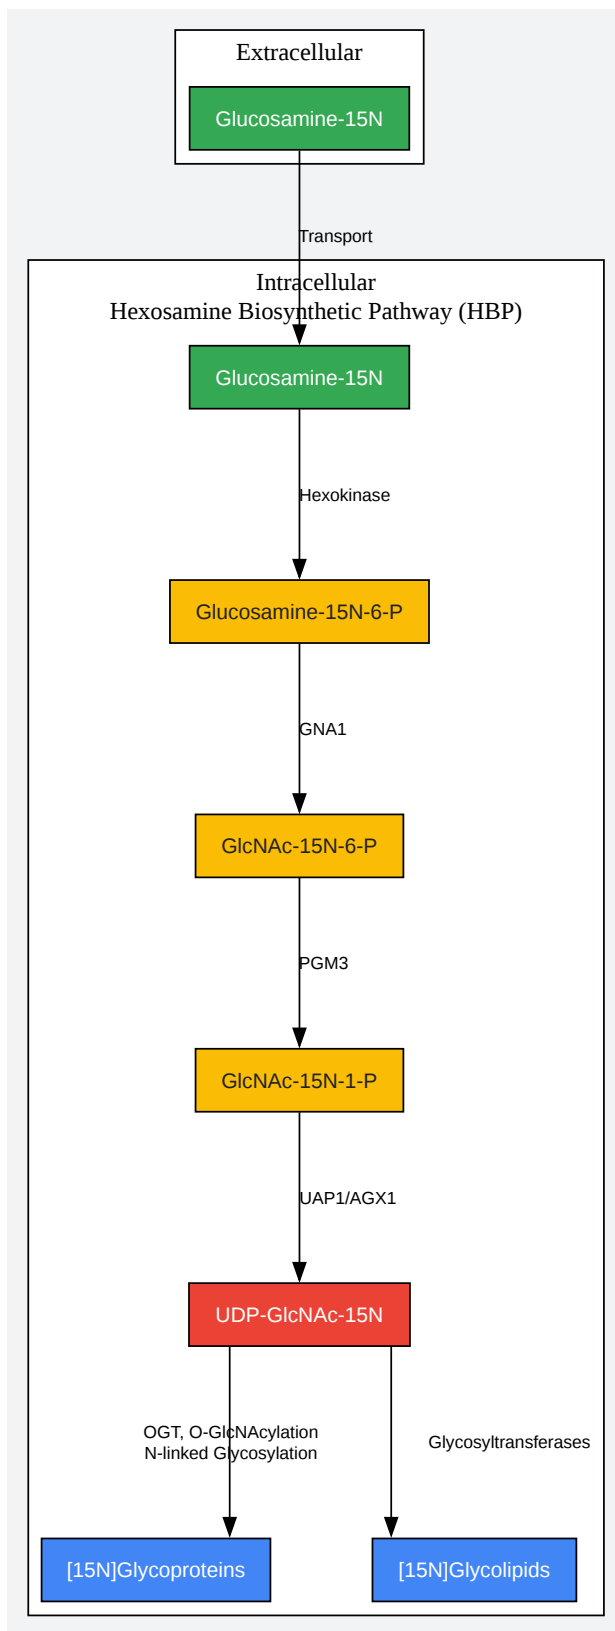 Extracellular
Glucosamine-15N
Transport
Intracellular
Hexosamine Biosynthetic Pathway (HBP)
Glucosamine-15N
Hexokinase
Glucosamine-15N-6-P
GNA1
GlcNAc-15N-6-P
PGM3
GlcNAc-15N-1-P
UAP1/AGX1
UDP-GlcNAc-15N
OGT, O-GlcNAcylation
N-linked Glycosylation
Glycosyltransferases
[15N]Glycoproteins
[15N]Glycolipids